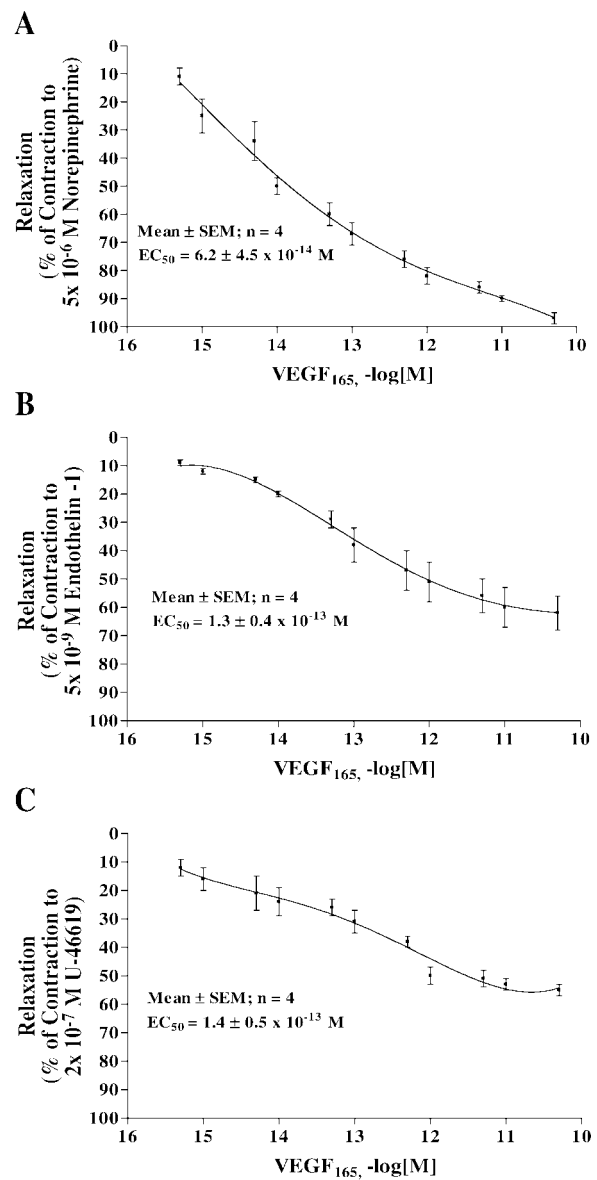 A
Relaxation
(% of Contraction to
5x 10⁻⁶ M Norepinephrine)
0
10
20
30
40
50
60
70
80
90
100
Mean ± SEM; n = 4
EC₅₀ = 6.2 ± 4.5 x 10⁻¹⁴ M
16 15 14 13 12 11 10
VEGF₁₆₅, -log[M]
B
Relaxation
(% of Contraction to
5x 10⁻⁹ M Endothelin -1)
0
10
20
30
40
50
60
70
80
90
100
Mean ± SEM; n = 4
EC₅₀ = 1.3 ± 0.4 x 10⁻¹³ M
16 15 14 13 12 11 10
VEGF₁₆₅, -log[M]
C
Relaxation
(% of Contraction to
2x 10⁻⁷ M U-46619)
0
10
20
30
40
50
60
70
80
90
100
Mean ± SEM; n = 4
EC₅₀ = 1.4 ± 0.5 x 10⁻¹³ M
16 15 14 13 12 11 10
VEGF₁₆₅, -log[M]